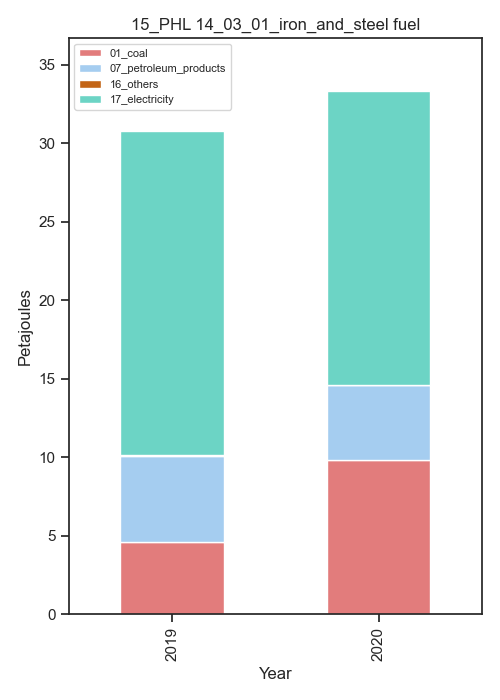 15_PHL 14_03_01_iron_and_steel fuel
01_coal
07_petroleum_products
16_others
17_electricity
35
30
25
20
15
10
5
0
Petajoules
2019
2020
Year